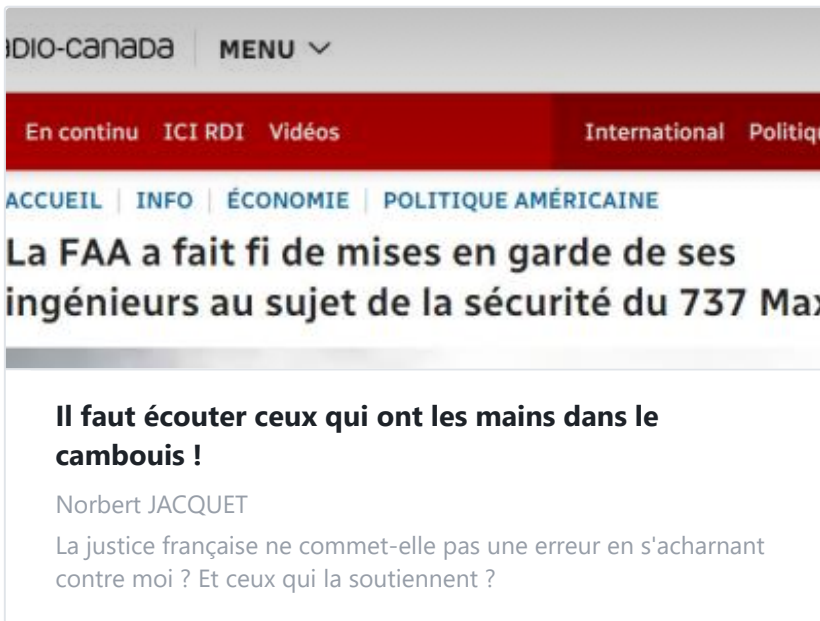 ADIO-CANADA MENU
En continu ICI RDI Vidéos International Politiqu
ACCUEIL | INFO | ÉCONOMIE | POLITIQUE AMÉRICAINE
La FAA a fait fi de mises en garde de ses
ingénieurs au sujet de la sécurité du 737 Max
Il faut écouter ceux qui ont les mains dans le
cambouis !
Norbert JACQUET
La justice française ne commet-elle pas une erreur en s'acharnant
contre moi ? Et ceux qui la soutiennent ?